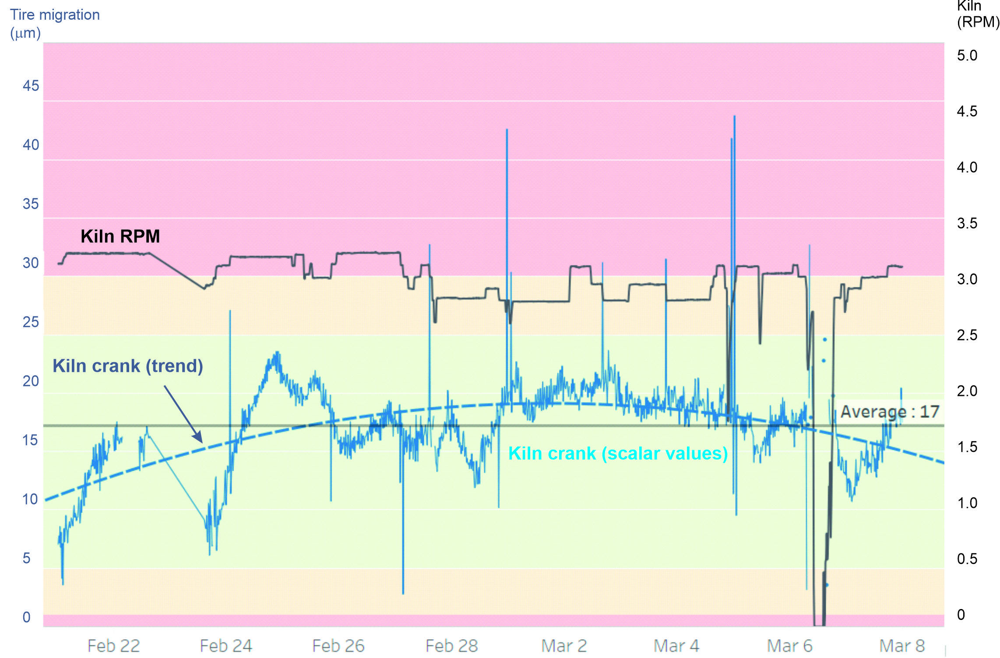 Tire migration
(μm)
Kiln
(RPM)
5.0
45
4.5
40
4.0
35
3.5
Kiln RPM
30
3.0
25
2.5
Kiln crank (trend)
20
2.0
Average : 17
15
1.5
Kiln crank (scalar values)
10
1.0
5
0.5
0
0
Feb 22 Feb 24 Feb 26 Feb 28 Mar 2 Mar 4 Mar 6 Mar 8